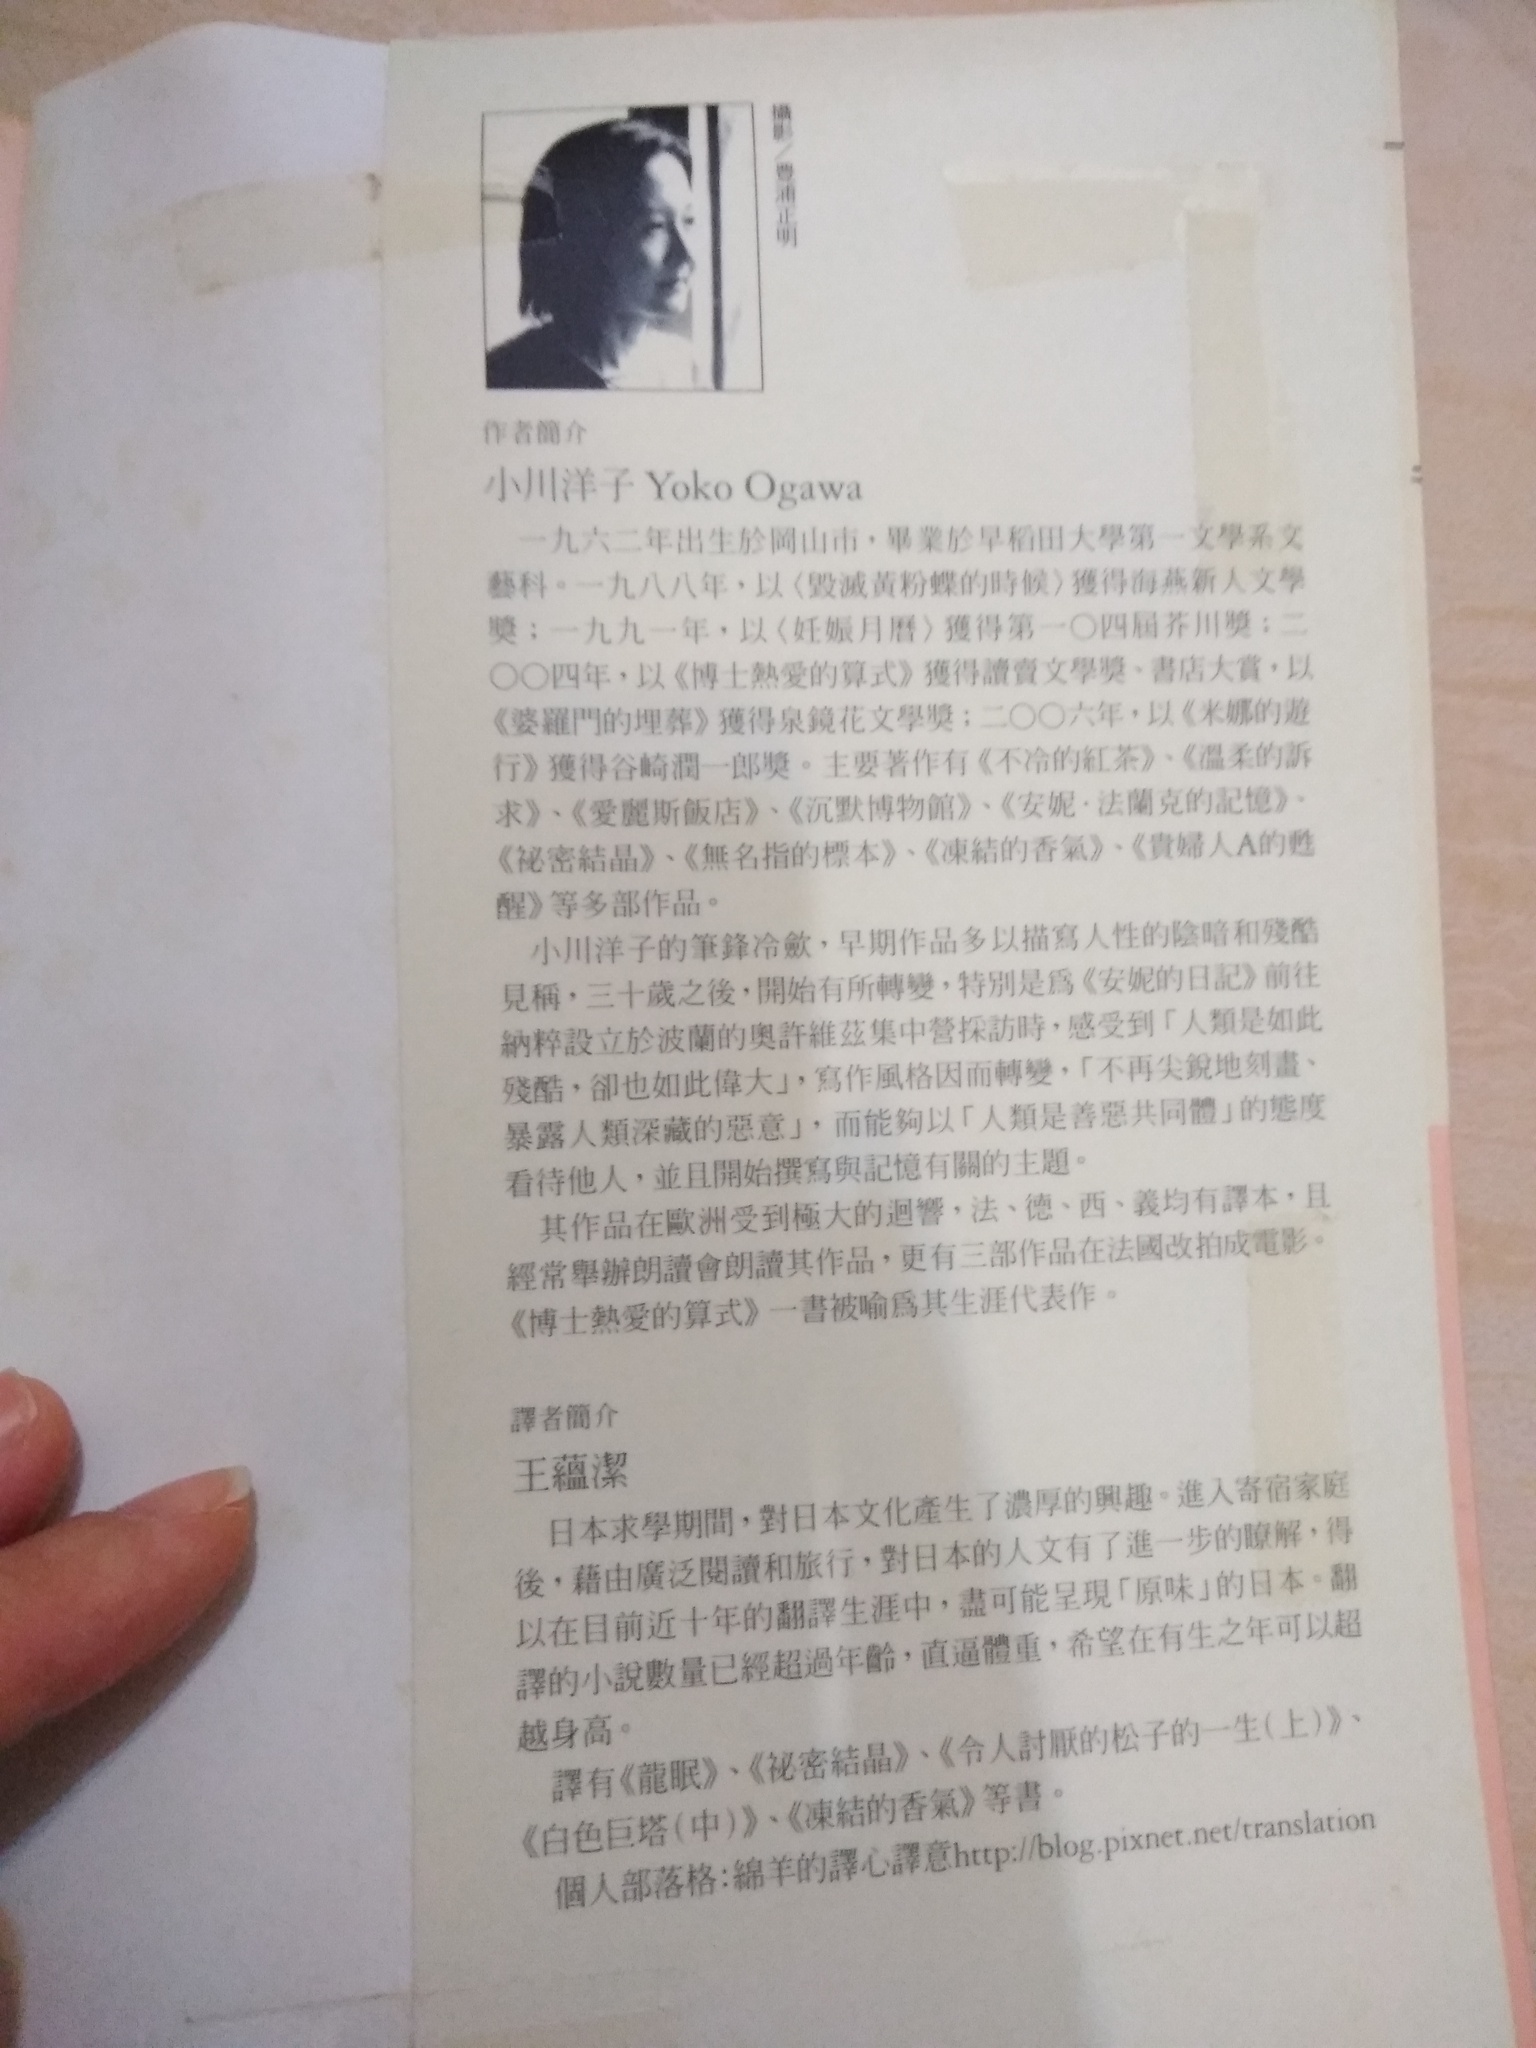 攝影／豊浦正明
作者簡介
小川洋子 Yoko Ogawa
一九六二年出生於岡山市，畢業於早稻田大學第一文學系文
藝科。一九八八年，以〈毀滅黃粉蝶的時候〉獲得海燕新人文學
獎；一九九一年，以〈妊娠月曆〉獲得第一〇四屆芥川獎；二
〇〇四年，以《博士熱愛的算式》獲得讀賣文學獎、書店大賞，以
《婆羅門的埋葬》獲得泉鏡花文學獎；二〇〇六年，以《米娜的遊
行》獲得谷崎潤一郎獎。主要著作有《不冷的紅茶》、《溫柔的訴
求》、《愛麗斯飯店》、《沉默博物館》、《安妮·法蘭克的記憶》、
《祕密結晶》、《無名指的標本》、《凍結的香氣》、《貴婦人A的甦
醒》等多部作品。
小川洋子的筆鋒冷歛，早期作品多以描寫人性的陰暗和殘酷
見稱，三十歲之後，開始有所轉變，特別是為《安妮的日記》前往
納粹設立於波蘭的奧許維茲集中營採訪時，感受到「人類是如此
殘酷，卻也如此偉大」，寫作風格因而轉變，「不再尖銳地刻畫、
暴露人類深藏的惡意」，而能夠以「人類是善惡共同體」的態度
看待他人，並且開始撰寫與記憶有關的主題。
其作品在歐洲受到極大的迴響，法、德、西、義均有譯本，且
經常舉辦朗讀會朗讀其作品，更有三部作品在法國改拍成電影。
《博士熱愛的算式》一書被喻為其生涯代表作。
譯者簡介
王蘊潔
日本求學期間，對日本文化產生了濃厚的興趣。進入寄宿家庭
後，藉由廣泛閱讀和旅行，對日本的人文有了進一步的瞭解，得
以在目前近十年的翻譯生涯中，盡可能呈現「原味」的日本。翻
譯的小說數量已經超過年齡，直逼體重，希望在有生之年可以超
越身高。
譯有《龍眠》、《祕密結晶》、《令人討厭的松子的一生（上）》、
《白色巨塔（中）》、《凍結的香氣》等書。
個人部落格：綿羊的譯心譯意http://blog.pixnet.net/translation